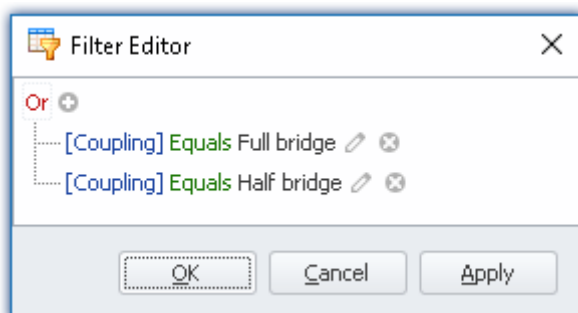 Filter Editor
Or
[Coupling] Equals Full bridge
[Coupling] Equals Half bridge
OK Cancel Apply